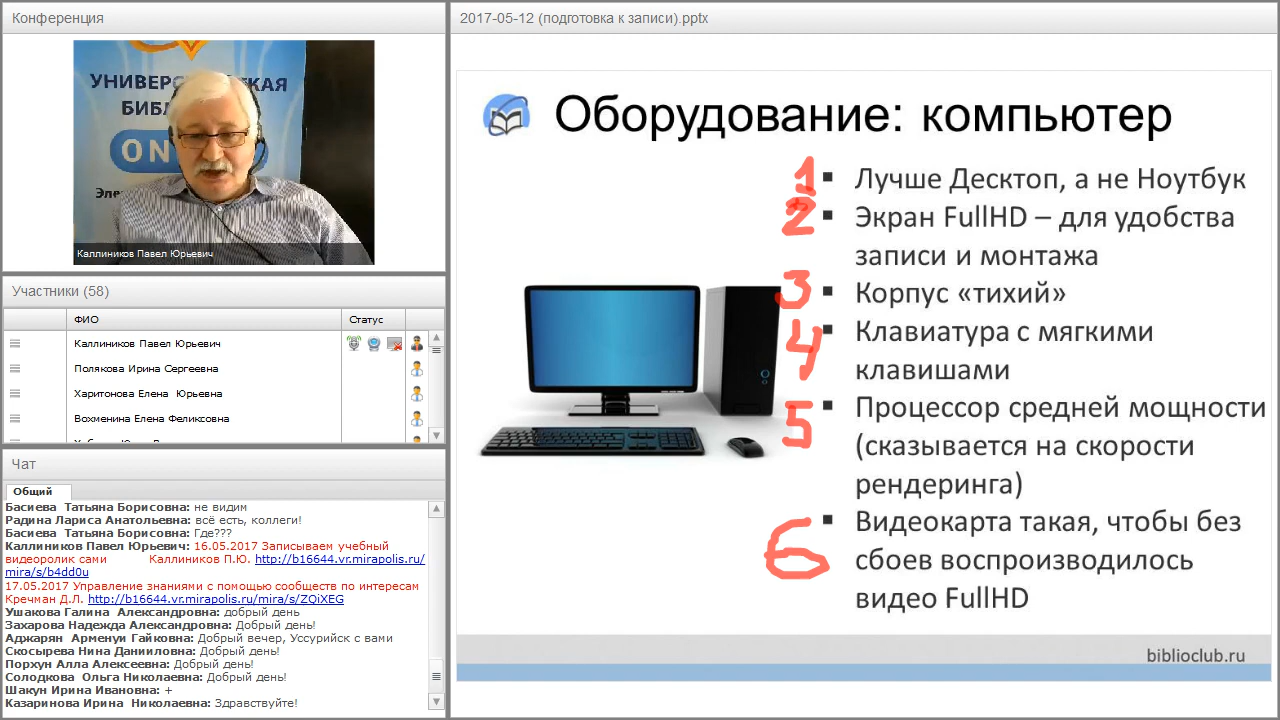 Конференция
УНИВЕРС
КАЯ
БИБЛ
ON
Каллиников Павел Юрьевич
Участники (58)
ФИО
Статус
Каллиников Павел Юрьевич
Полякова Ирина Сергеевна
Харитонова Елена Юрьевна
Чат
Общий
Басиева Татьяна Борисовна: не видим
Радина Лариса Анатольевна: всё есть, коллеги!
Басиева Татьяна Борисовна: Где???
Каллиников Павел Юрьевич: 16.05.2017 Записываем учебный
видеоролик сами Каллиников П.Ю. http://b16644.vr.mirapolis.ru/
mira/s/b4dd0u
17.05.2017 Управление знаниями с помощью сообществ по интересам
Кречман Д.Л. http://b16644.vr.mirapolis.ru/mira/s/ZQiXEG
Ушакова Галина Александровна: добрый день
Захарова Надежда Александровна: Добрый день!
Аджарян Арменуи Гайковна: Добрый вечер, Уссурийск с вами
Скосырева Нина Данииловна: Добрый день!
Порхун Алла Алексеевна: Добрый день!
Солодкова Ольга Николаевна: Добрый день!
Шакун Ирина Ивановна: +
Казаринова Ирина Николаевна: Здравствуйте!
2017-05-12 (подготовка к записи).pptx
Оборудование: компьютер
1 ▪ Лучше Десктоп, а не Ноутбук
2 ▪ Экран FullHD – для удобства
записи и монтажа
3 ▪ Корпус «тихий»
4 ▪ Клавиатура с мягкими
клавишами
5 ▪ Процессор средней мощности
(сказывается на скорости
рендеринга)
6 ▪ Видеокарта такая, чтобы без
сбоев воспроизводилось
видео FullHD
biblioclub.ru